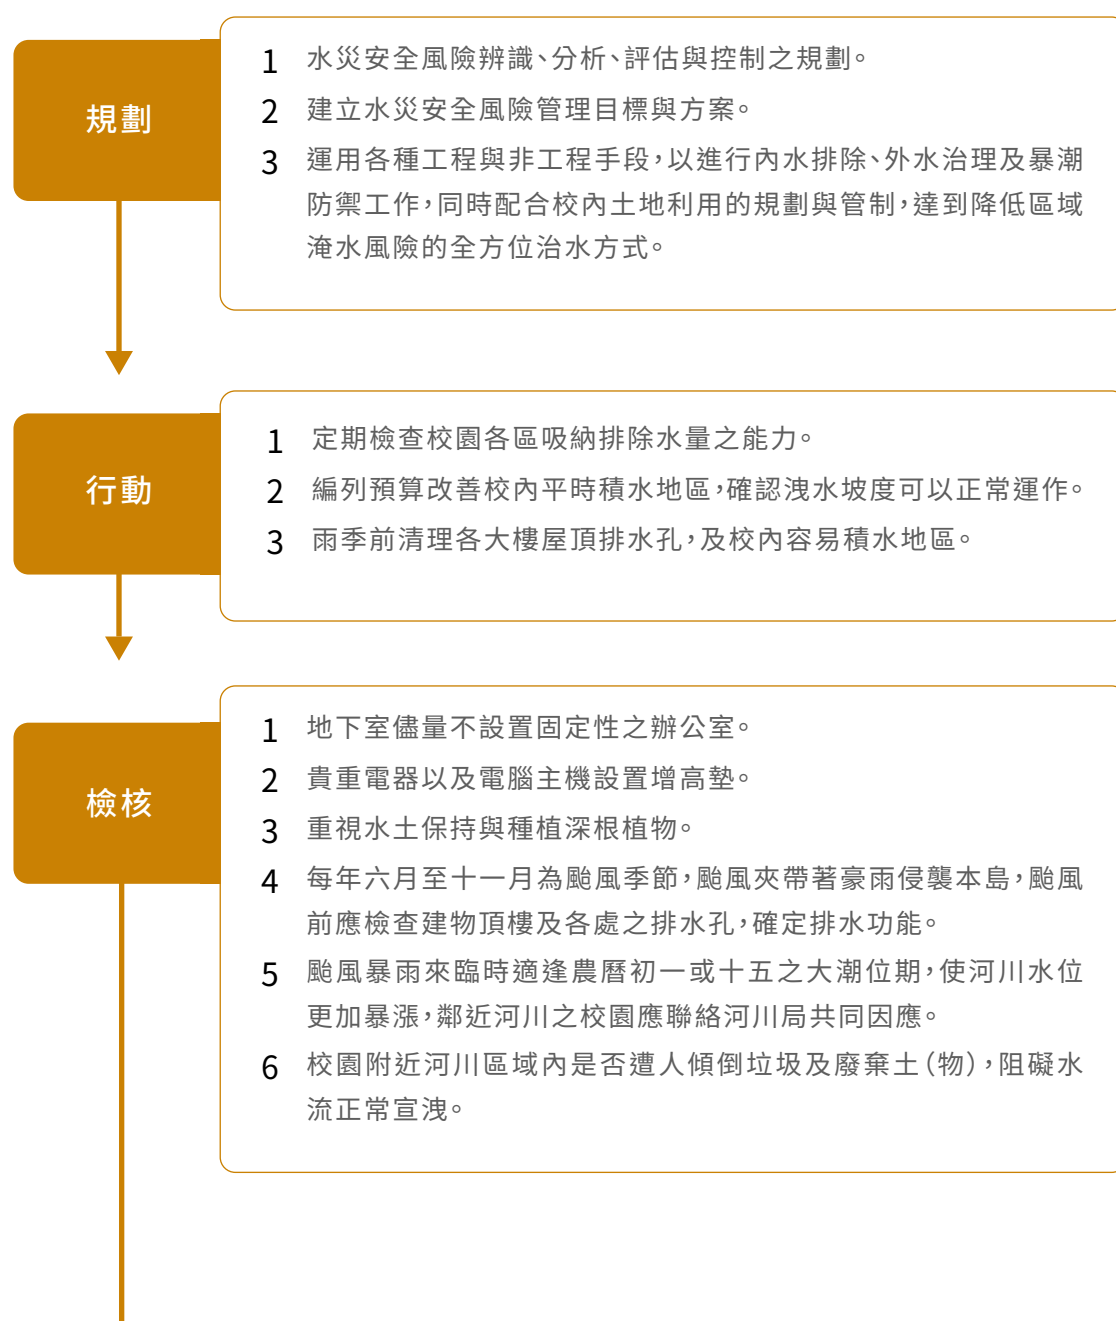 規劃
1 水災安全風險辨識、分析、評估與控制之規劃。
2 建立水災安全風險管理目標與方案。
3 運用各種工程與非工程手段，以進行內水排除、外水治理及暴潮
防禦工作，同時配合校內土地利用的規劃與管制，達到降低區域
淹水風險的全方位治水方式。
行動
1 定期檢查校園各區吸納排除水量之能力。
2 編列預算改善校內平時積水地區，確認洩水坡度可以正常運作。
3 雨季前清理各大樓屋頂排水孔，及校內容易積水地區。
檢核
1 地下室儘量不設置固定性之辦公室。
2 貴重電器以及電腦主機設置增高墊。
3 重視水土保持與種植深根植物。
4 每年六月至十一月為颱風季節，颱風夾帶著豪雨侵襲本島，颱風
前應檢查建物頂樓及各處之排水孔，確定排水功能。
5 颱風暴雨來臨時適逢農曆初一或十五之大潮位期，使河川水位
更加暴漲，鄰近河川之校園應聯絡河川局共同因應。
6 校園附近河川區域內是否遭人傾倒垃圾及廢棄土（物），阻礙水
流正常宣洩。